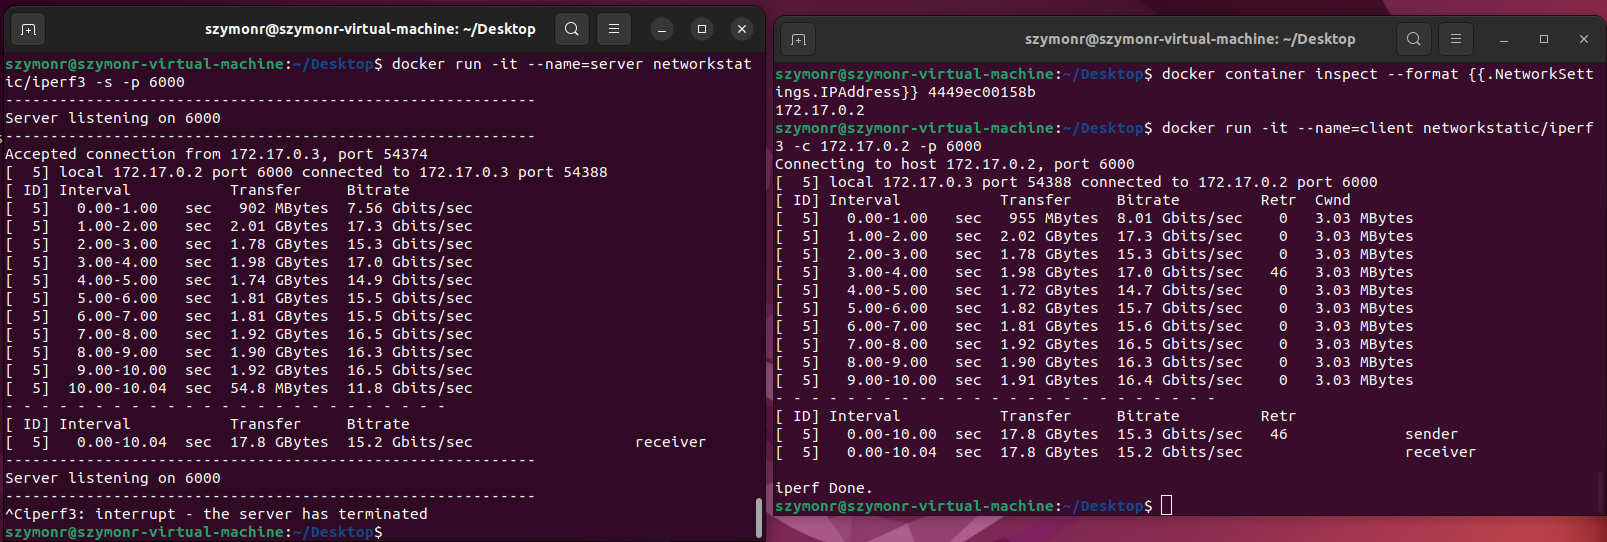 szymonr@szymonr-virtual-machine: ~/Desktop
szymonr@szymonr-virtual-machine:~/Desktop$ docker run -it --name=server networkstat
ic/iperf3 -s -p 6000
-----------------------------------------------------------
Server listening on 6000
-----------------------------------------------------------
Accepted connection from 172.17.0.3, port 54374
[  5] local 172.17.0.2 port 6000 connected to 172.17.0.3 port 54388
[ ID] Interval           Transfer     Bitrate
[  5]   0.00-1.00   sec   902 MBytes  7.56 Gbits/sec
[  5]   1.00-2.00   sec  2.01 GBytes  17.3 Gbits/sec
[  5]   2.00-3.00   sec  1.78 GBytes  15.3 Gbits/sec
[  5]   3.00-4.00   sec  1.98 GBytes  17.0 Gbits/sec
[  5]   4.00-5.00   sec  1.74 GBytes  14.9 Gbits/sec
[  5]   5.00-6.00   sec  1.81 GBytes  15.5 Gbits/sec
[  5]   6.00-7.00   sec  1.81 GBytes  15.5 Gbits/sec
[  5]   7.00-8.00   sec  1.92 GBytes  16.5 Gbits/sec
[  5]   8.00-9.00   sec  1.90 GBytes  16.3 Gbits/sec
[  5]   9.00-10.00  sec  1.92 GBytes  16.5 Gbits/sec
[  5]  10.00-10.04  sec  54.8 MBytes  11.8 Gbits/sec
- - - - - - - - - - - - - - - - - - - - - - - - -
[ ID] Interval           Transfer     Bitrate
[  5]   0.00-10.04  sec  17.8 GBytes  15.2 Gbits/sec                  receiver
-----------------------------------------------------------
Server listening on 6000
-----------------------------------------------------------
^Ciperf3: interrupt - the server has terminated
szymonr@szymonr-virtual-machine:~/Desktop$
szymonr@szymonr-virtual-machine: ~/Desktop
szymonr@szymonr-virtual-machine:~/Desktop$ docker container inspect --format {{.NetworkSett
ings.IPAddress}} 4449ec00158b
172.17.0.2
szymonr@szymonr-virtual-machine:~/Desktop$ docker run -it --name=client networkstatic/iperf
3 -c 172.17.0.2 -p 6000
Connecting to host 172.17.0.2, port 6000
[  5] local 172.17.0.3 port 54388 connected to 172.17.0.2 port 6000
[ ID] Interval           Transfer     Bitrate         Retr  Cwnd
[  5]   0.00-1.00   sec   955 MBytes  8.01 Gbits/sec    0   3.03 MBytes
[  5]   1.00-2.00   sec  2.02 GBytes  17.3 Gbits/sec    0   3.03 MBytes
[  5]   2.00-3.00   sec  1.78 GBytes  15.3 Gbits/sec    0   3.03 MBytes
[  5]   3.00-4.00   sec  1.98 GBytes  17.0 Gbits/sec   46   3.03 MBytes
[  5]   4.00-5.00   sec  1.72 GBytes  14.7 Gbits/sec    0   3.03 MBytes
[  5]   5.00-6.00   sec  1.82 GBytes  15.7 Gbits/sec    0   3.03 MBytes
[  5]   6.00-7.00   sec  1.81 GBytes  15.6 Gbits/sec    0   3.03 MBytes
[  5]   7.00-8.00   sec  1.92 GBytes  16.5 Gbits/sec    0   3.03 MBytes
[  5]   8.00-9.00   sec  1.90 GBytes  16.3 Gbits/sec    0   3.03 MBytes
[  5]   9.00-10.00  sec  1.91 GBytes  16.4 Gbits/sec    0   3.03 MBytes
- - - - - - - - - - - - - - - - - - - - - - - - -
[ ID] Interval           Transfer     Bitrate         Retr
[  5]   0.00-10.00  sec  17.8 GBytes  15.3 Gbits/sec   46             sender
[  5]   0.00-10.04  sec  17.8 GBytes  15.2 Gbits/sec                  receiver
iperf Done.
szymonr@szymonr-virtual-machine:~/Desktop$